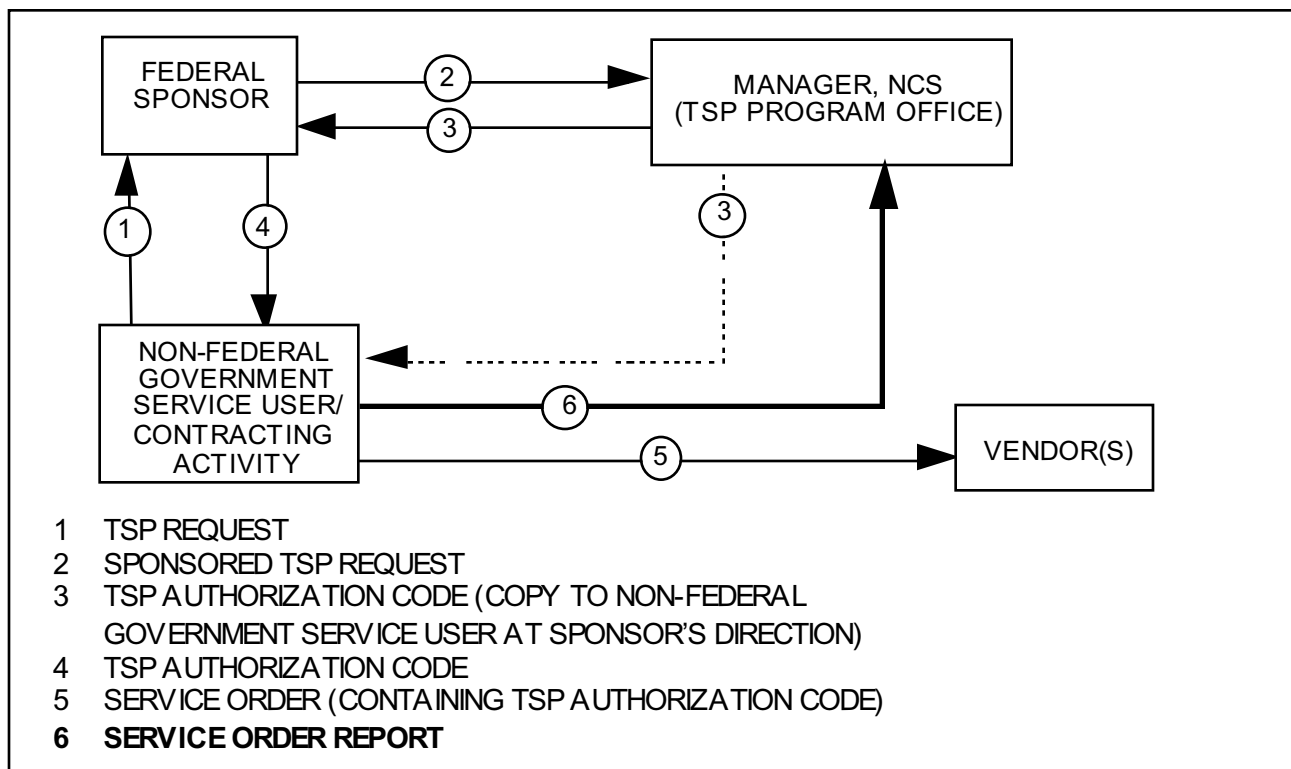 FEDERAL
SPONSOR
2
3
MANAGER, NCS
(TSP PROGRAM OFFICE)
1
4
3
NON-FEDERAL
GOVERNMENT
SERVICE USER/
CONTRACTING
ACTIVITY
6
5
VENDOR(S)
1 TSP REQUEST
2 SPONSORED TSP REQUEST
3 TSP AUTHORIZATION CODE (COPY TO NON-FEDERAL
GOVERNMENT SERVICE USER AT SPONSOR'S DIRECTION)
4 TSP AUTHORIZATION CODE
5 SERVICE ORDER (CONTAINING TSP AUTHORIZATION CODE)
6 SERVICE ORDER REPORT